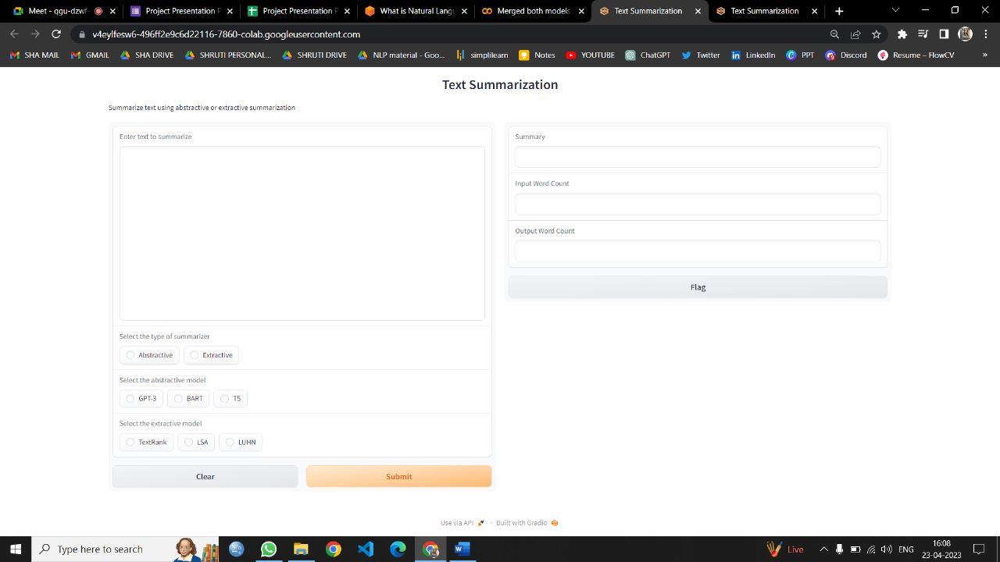 Meet - qgu-dzwf-
Project Presentation P
Project Presentation P
What is Natural Langu
Merged both models
Text Summarization
Text Summarization
v4eylfesw6-496ff2e9c6d22116-7860-colab.googleusercontent.com
SHA MAIL
GMAIL
SHA DRIVE
SHRUTI PERSONAL...
SHRUTI DRIVE
NLP material - Goo...
simplilearn
Notes
YOUTUBE
ChatGPT
Twitter
LinkedIn
PPT
Discord
Resume – FlowCV
»
Text Summarization
Summarize text using abstractive or extractive summarization
Enter text to summarize
Select the type of summarizer
Abstractive
Extractive
Select the abstractive model
GPT-3
BART
T5
Select the extractive model
TextRank
LSA
LUHN
Clear
Submit
Summary
Input Word Count
Output Word Count
Flag
Use via API
·
Built with Gradio
Type here to search
Live
ENG
16:08
23-04-2023